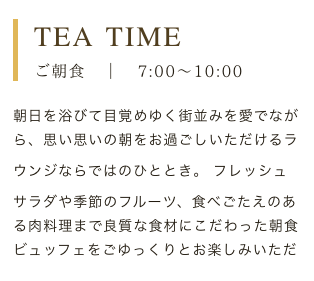 TEA TIME
ご朝食 | 7:00〜10:00
朝日を浴びて目覚めゆく街並みを愛でなが
ら、思い思いの朝をお過ごしいただけるラ
ウンジならではのひととき。 フレッシュ
サラダや季節のフルーツ、食べごたえのあ
る肉料理まで良質な食材にこだわった朝食
ビュッフェをごゆっくりとお楽しみいただ